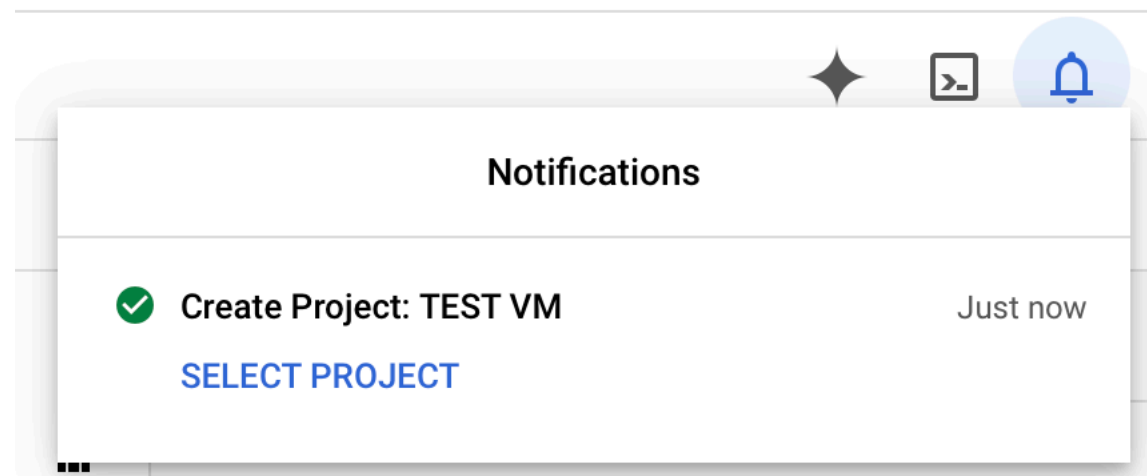 Notifications
Create Project: TEST VM
Just now
SELECT PROJECT